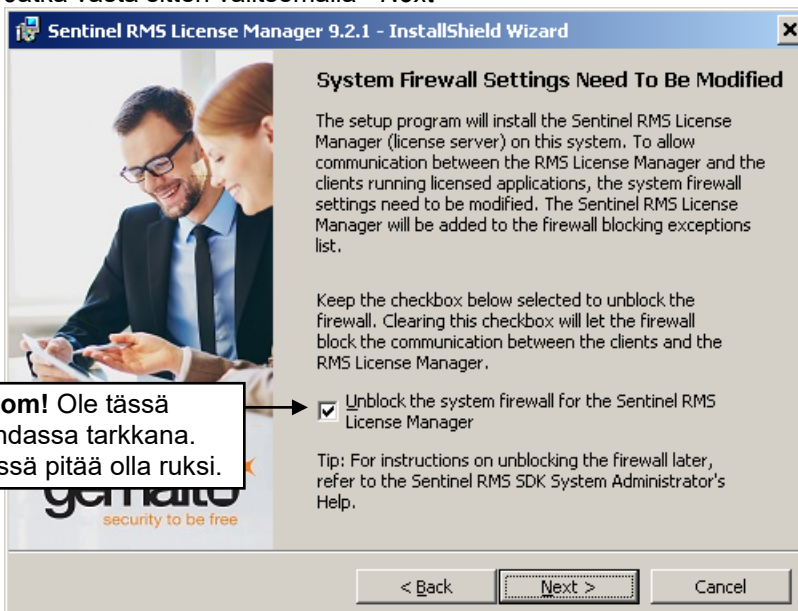 Sentinel RMS License Manager 9.2.1 - InstallShield Wizard
System Firewall Settings Need To Be Modified
The setup program will install the Sentinel RMS License
Manager (license server) on this system. To allow
communication between the RMS License Manager and the
clients running licensed applications, the system firewall
settings need to be modified. The Sentinel RMS License
Manager will be added to the firewall blocking exceptions
list.
Keep the checkbox below selected to unblock the
firewall. Clearing this checkbox will let the firewall
block the communication between the clients and the
RMS License Manager.
om! Ole tässä
hdassa tarkkana.
ssä pitää olla ruksi.
Unblock the system firewall for the Sentinel RMS
License Manager
Tip: For instructions on unblocking the firewall later,
refer to the Sentinel RMS SDK System Administrator's
Help.
gemalto
security to be free
< Back
Next >
Cancel